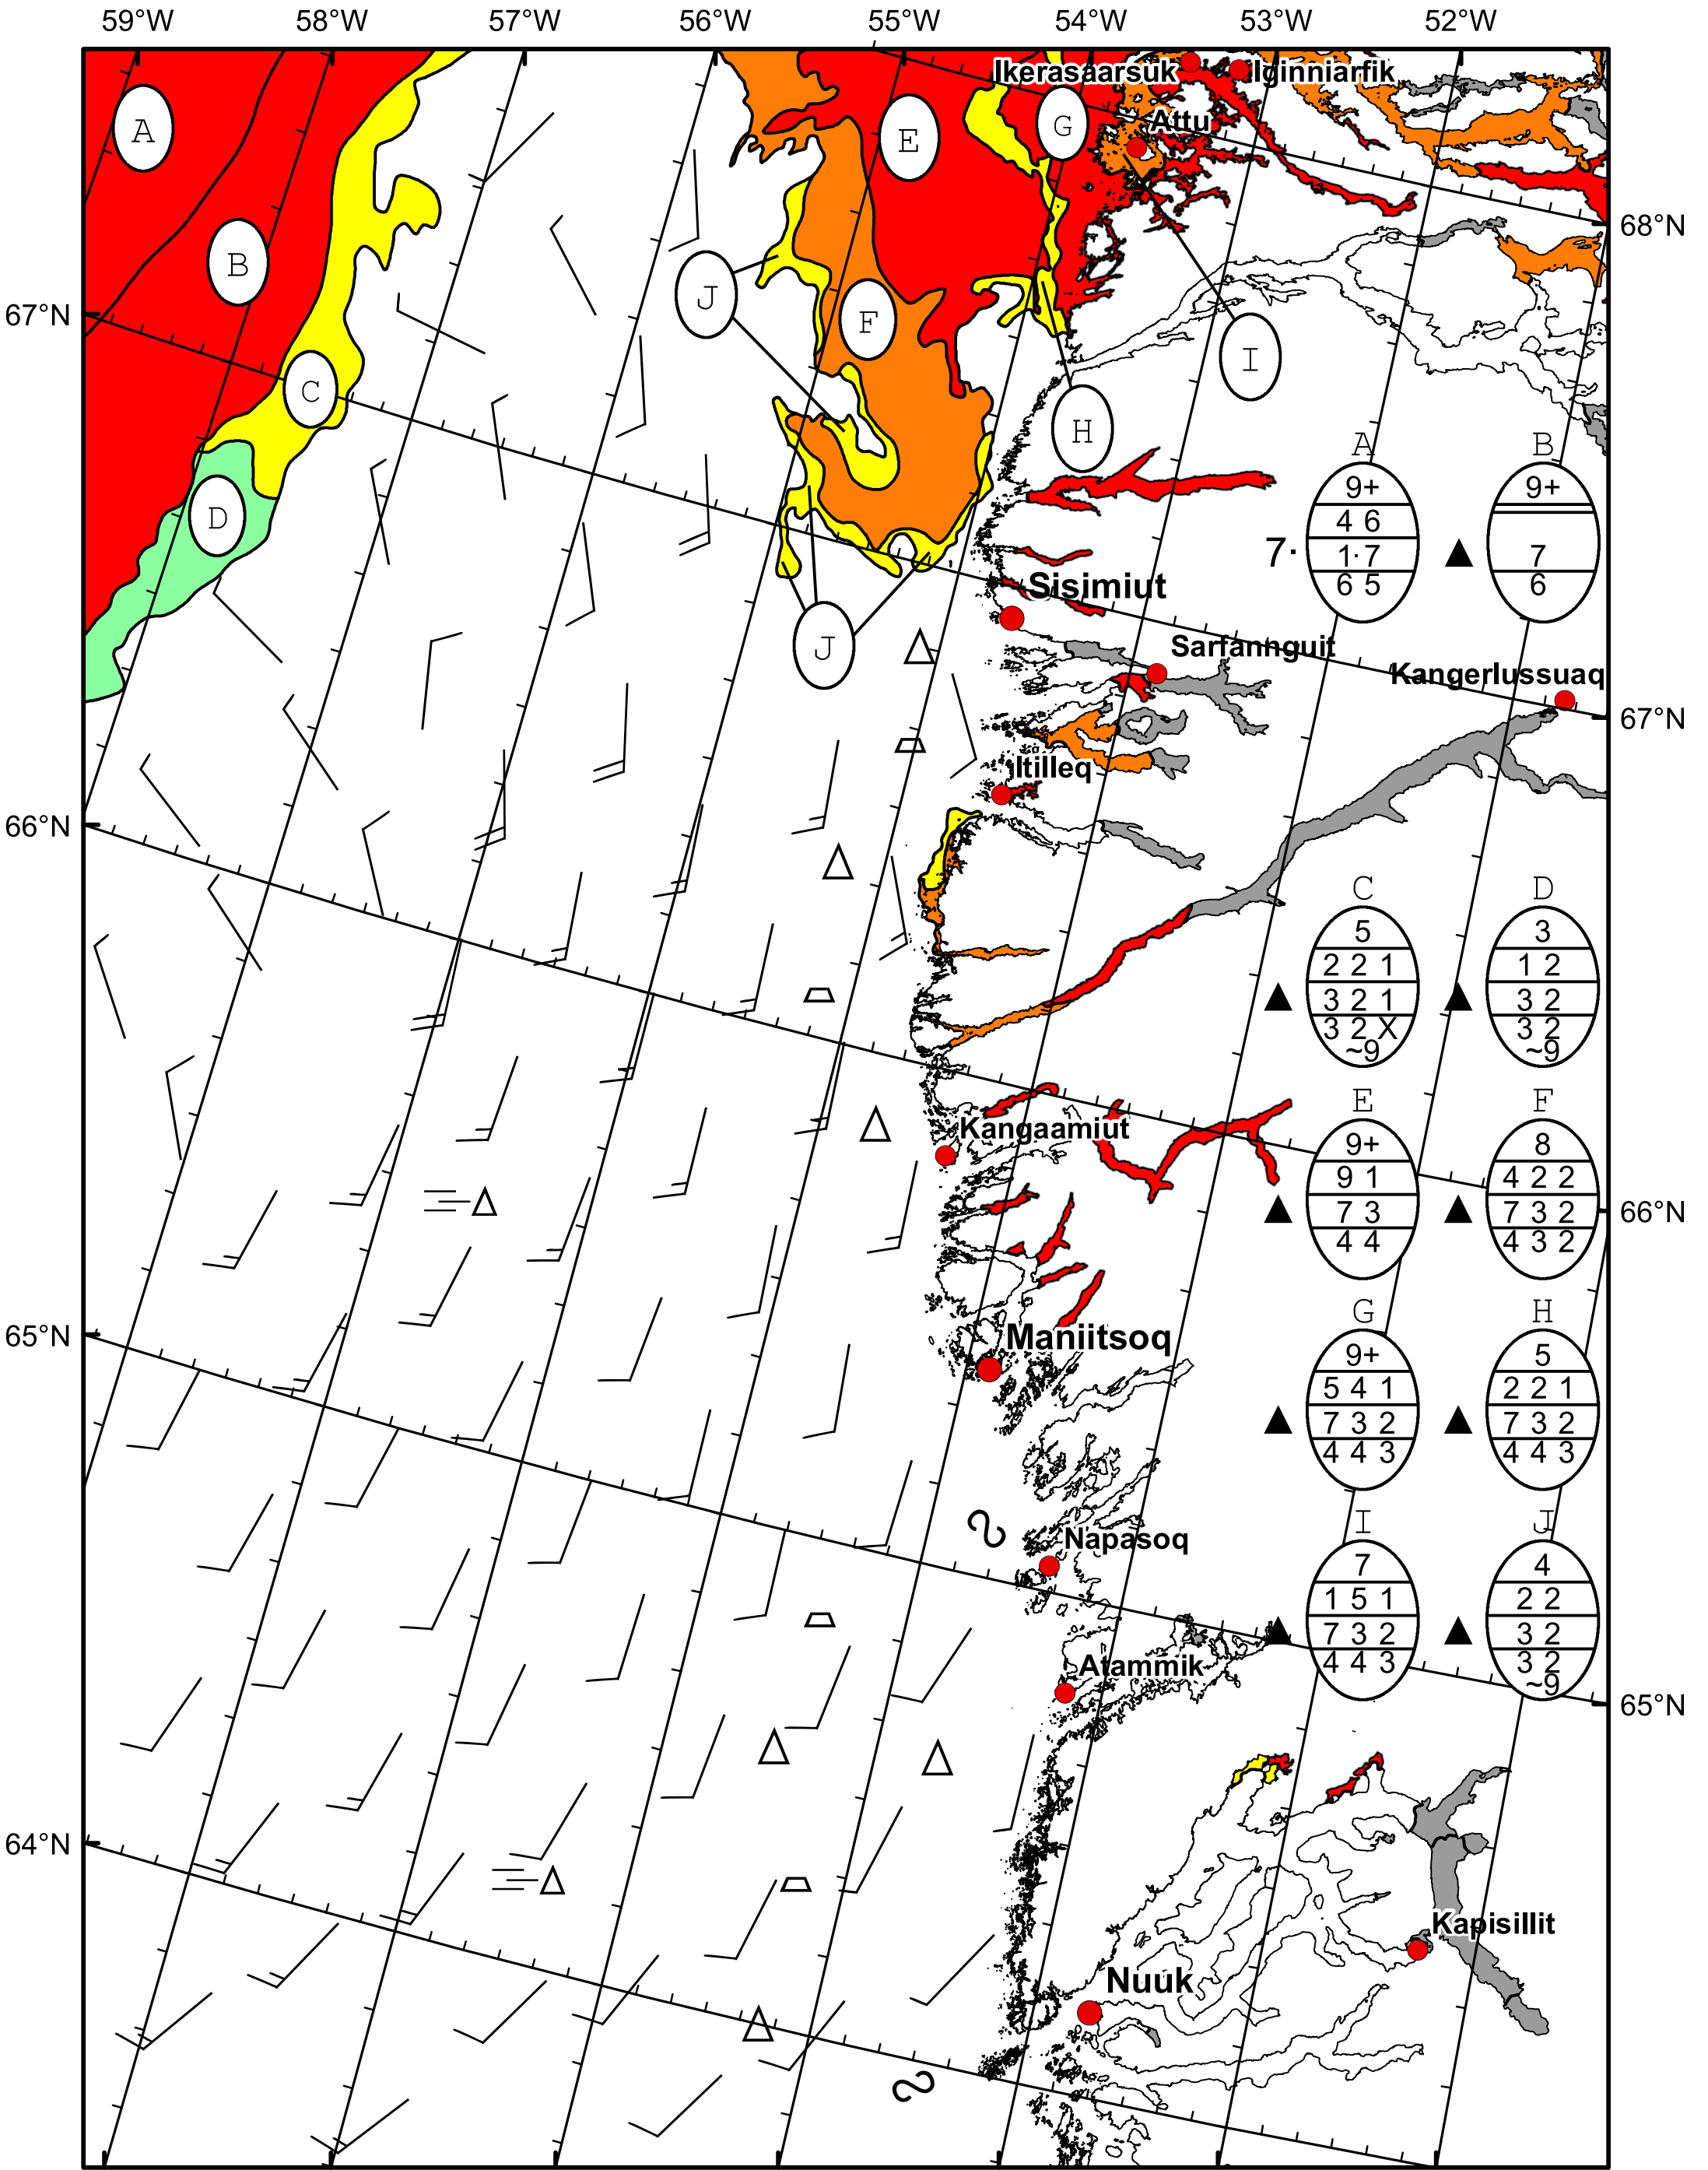 59°W 58°W 57°W 56°W 55°W 54°W 53°W 52°W
Ikerasaarsuk
Iginniarfik
A
E
G
Attu
68°N
B
J
F
67°N
I
C
H
D
A B
9+ 9+
4 6
7· 1·7 7
6 5 6
Sisimiut
J
Sarfannguit
Kangerlussuaq
67°N
Itilleq
66°N
C D
5 3
2 2 1 1 2
3 2 1 3 2
3 2 X 3 2
~9 ~9
E F
Kangaamiut
9+ 8
9 1 4 2 2
7 3 7 3 2
4 4 4 3 2
66°N
65°N
G H
Maniitsoq
9+ 5
5 4 1 2 2 1
7 3 2 7 3 2
4 4 3 4 4 3
I J
Napasoq
7 4
1 5 1 2 2
7 3 2 3 2
4 4 3 3 2
~9
Atammik
65°N
64°N
Kapisillit
Nuuk